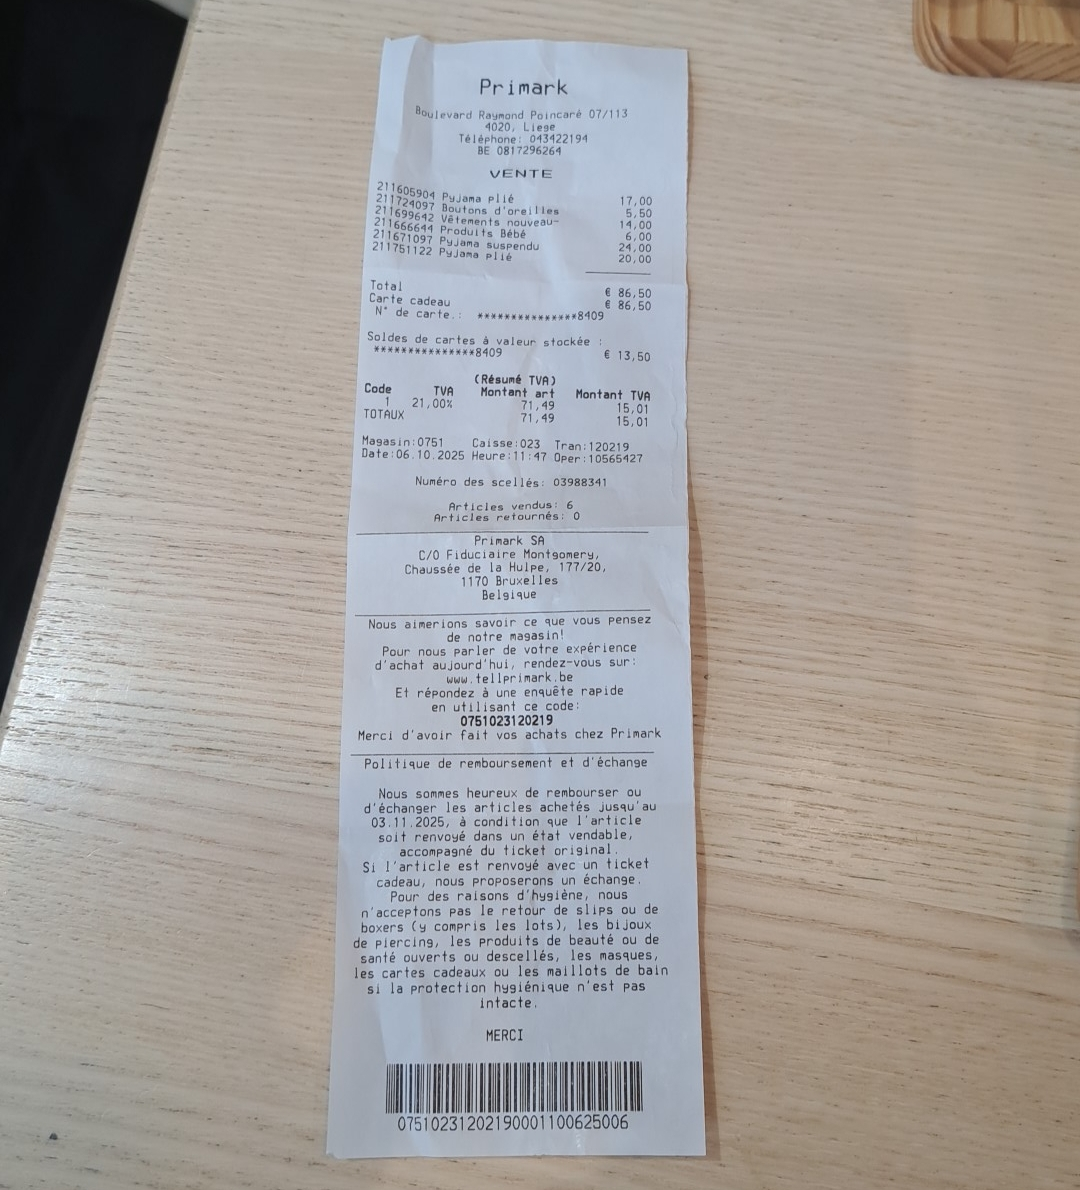 Primark
Boulevard Raymond Poincaré 07/113
4020, Liege
Téléphone: 043422194
BE 0817296264
VENTE
211605904 Pyjama plié 17,00
211724097 Boutons d'oreilles 5,50
211699642 Vêtements nouveau- 14,00
211666644 Produits Bébé 6,00
211671097 Pyjama suspendu 24,00
211751122 Pyjama plié 20,00
Total € 86,50
Carte cadeau € 86,50
N° de carte.: ***************8409
Soldes de cartes à valeur stockée :
***************8409 € 13,50
(Résumé TVA)
Code TVA Montant art Montant TVA
1 21,00% 71,49 15,01
TOTAUX 71,49 15,01
Magasin:0751 Caisse:023 Tran:120219
Date:06.10.2025 Heure:11:47 Oper:10565427
Numéro des scellés: 03988341
Articles vendus: 6
Articles retournés: 0
Primark SA
C/O Fiduciaire Montgomery,
Chaussée de la Hulpe, 177/20,
1170 Bruxelles
Belgique
Nous aimerions savoir ce que vous pensez
de notre magasin!
Pour nous parler de votre expérience
d'achat aujourd'hui, rendez-vous sur:
www.tellprimark.be
Et répondez à une enquête rapide
en utilisant ce code:
0751023120219
Merci d'avoir fait vos achats chez Primark
Politique de remboursement et d'échange
Nous sommes heureux de rembourser ou
d'échanger les articles achetés jusqu'au
03.11.2025, à condition que l'article
soit renvoyé dans un état vendable,
accompagné du ticket original.
Si l'article est renvoyé avec un ticket
cadeau, nous proposerons un échange.
Pour des raisons d'hygiène, nous
n'acceptons pas le retour de slips ou de
boxers (y compris les lots), les bijoux
de piercing, les produits de beauté ou de
santé ouverts ou descellés, les masques,
les cartes cadeaux ou les maillots de bain
si la protection hygiénique n'est pas
intacte.
MERCI
07510231202190001100625006